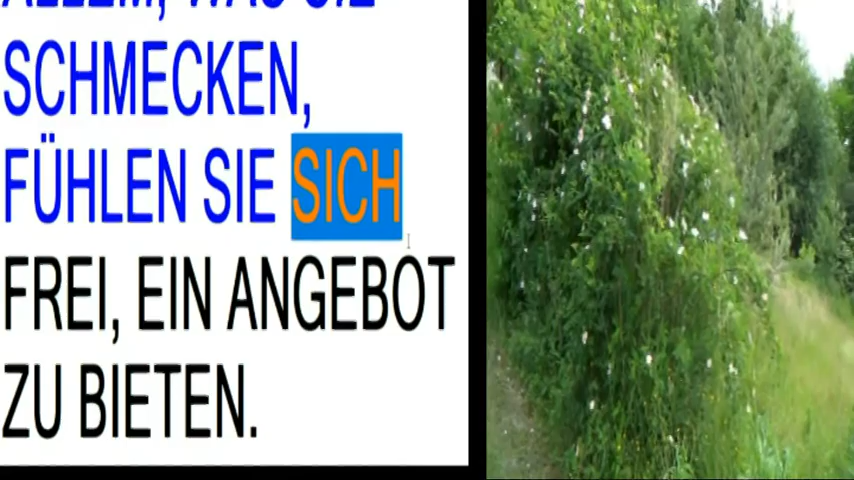 SCHMECKEN,
FÜHLEN SIE SICH
FREI, EIN ANGEBOT
ZU BIETEN.